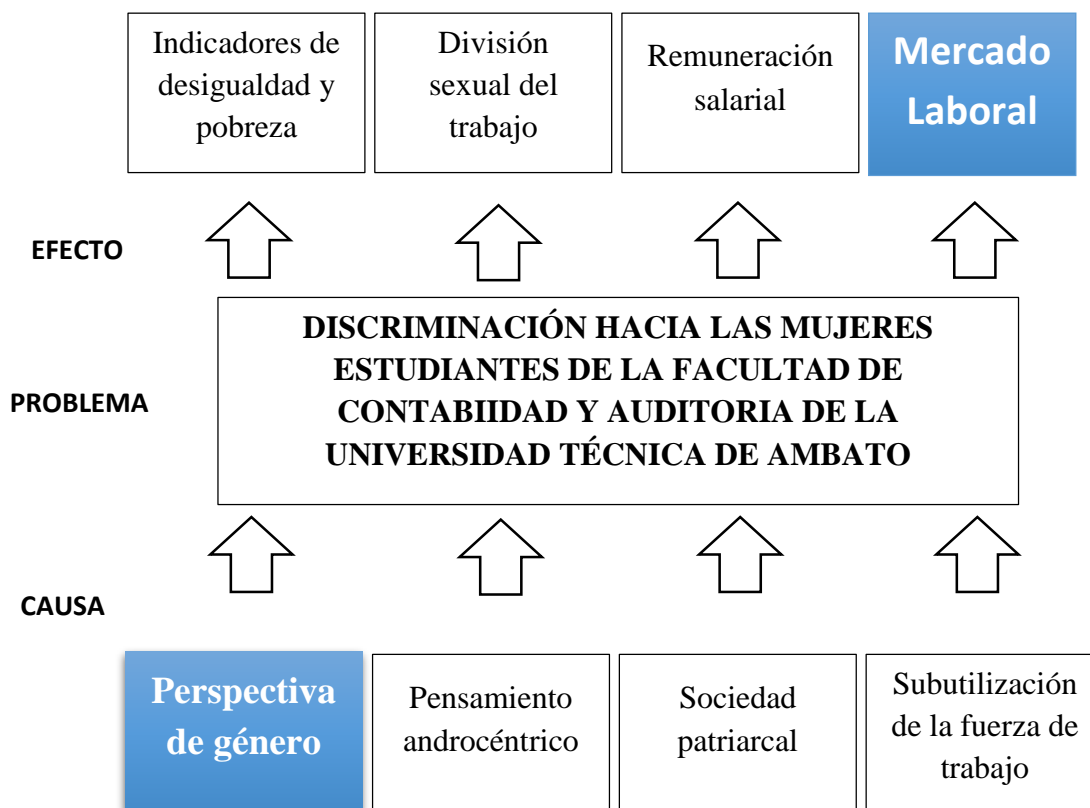 Indicadores de
desigualdad y
pobreza
División
sexual del
trabajo
Remuneración
salarial
Mercado
Laboral
EFECTO
DISCRIMINACIÓN HACIA LAS MUJERES
ESTUDIANTES DE LA FACULTAD DE
CONTABIIDAD Y AUDITORIA DE LA
UNIVERSIDAD TÉCNICA DE AMBATO
PROBLEMA
CAUSA
Perspectiva
de género
Pensamiento
androcéntrico
Sociedad
patriarcal
Subutilización
de la fuerza de
trabajo